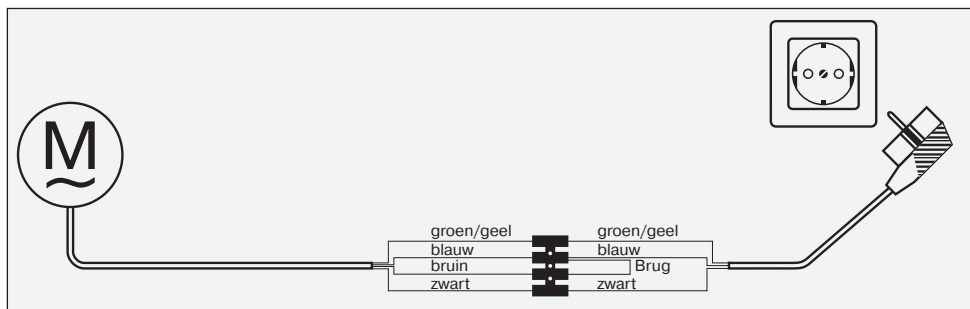 M
groen/geel groen/geel
blauw blauw
bruin Brug
zwart zwart